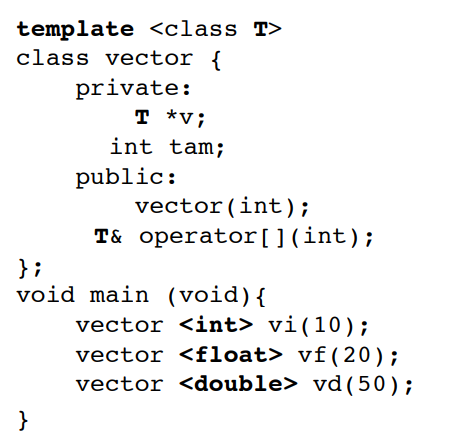 template <class T>
class vector {
    private:
        T *v;
      int tam;
    public:
        vector(int);
     T& operator[](int);
};
void main (void){
    vector <int> vi(10);
    vector <float> vf(20);
    vector <double> vd(50);
}